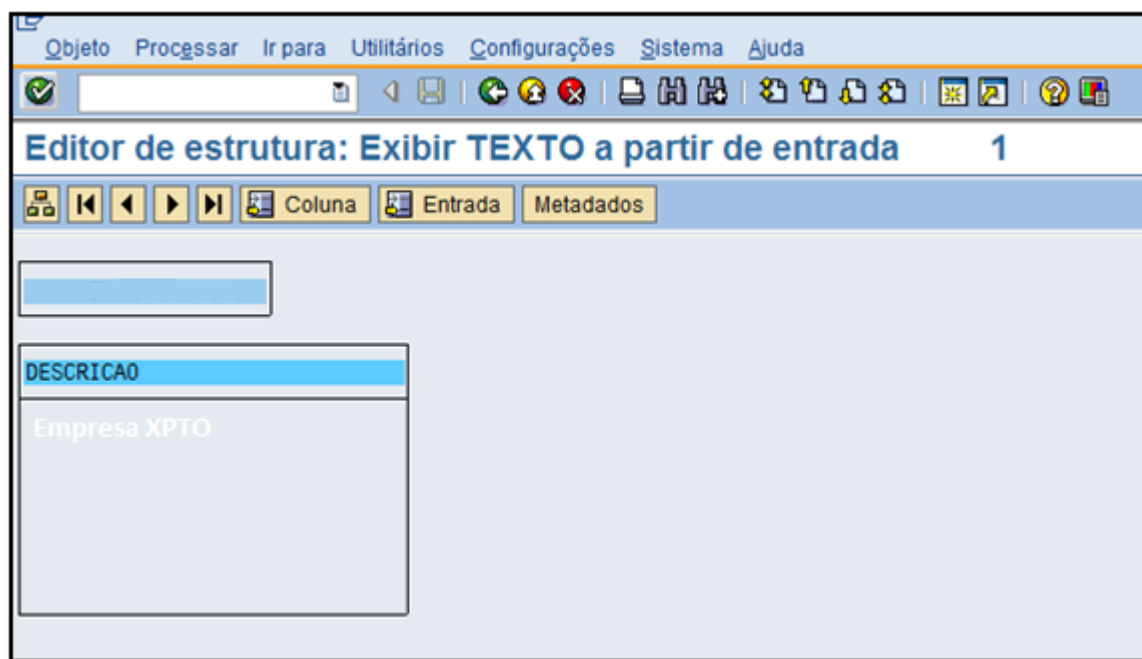 Objeto Processar Ir para Utilitários Configurações Sistema Ajuda
Editor de estrutura: Exibir TEXTO a partir de entrada 1
Coluna Entrada Metadados
DESCRICAO
Empresa XPTO